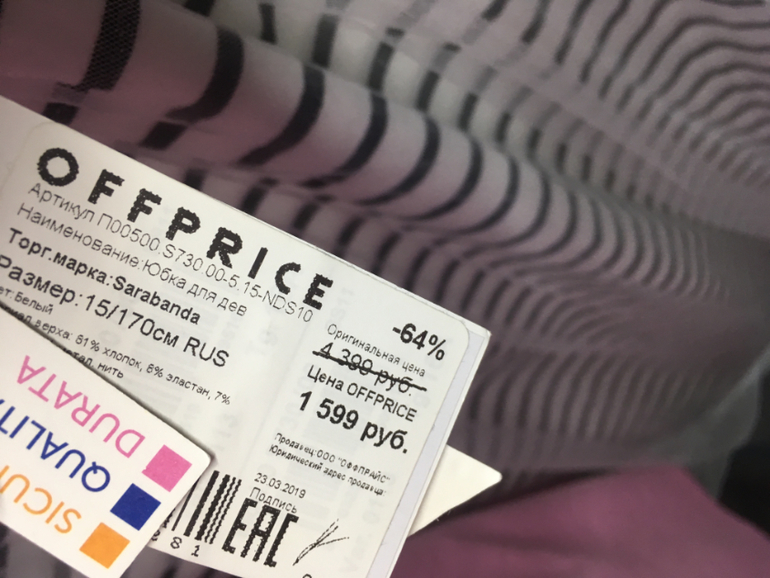 OFFPRICE
Артикул П00500.S730.00-5.15-NDS10
Наименование:Юбка для дев
Торг.марка:Sarabanda
Размер:15/170см RUS
Белый
верха: 81% хлопок, 8% эластан, 7%
нить
-64%
Оригинальная цена
4 399 руб.
Цена OFFPRICE
1 599 руб.
Продавец:ООО "ОФФПРАЙС"
Юридический адрес продавца:
23.03.2019
Подпись
EAC
81
DURATA